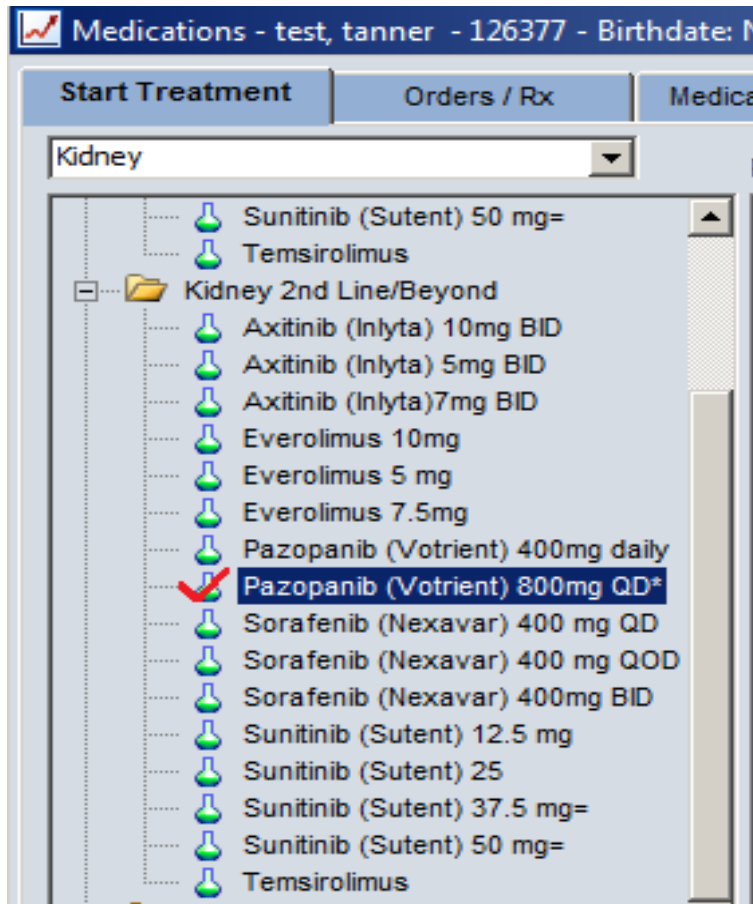 Medications - test, tanner - 126377 - Birthdate:
Start Treatment
Orders / Rx
Kidney
Sunitinib (Sutent) 50 mg=
Temsirolimus
Kidney 2nd Line/Beyond
Axitinib (Inlyta) 10mg BID
Axitinib (Inlyta) 5mg BID
Axitinib (Inlyta)7mg BID
Everolimus 10mg
Everolimus 5 mg
Everolimus 7.5mg
Pazopanib (Votrient) 400mg daily
Pazopanib (Votrient) 800mg QD*
Sorafenib (Nexavar) 400 mg QD
Sorafenib (Nexavar) 400 mg QOD
Sorafenib (Nexavar) 400mg BID
Sunitinib (Sutent) 12.5 mg
Sunitinib (Sutent) 25
Sunitinib (Sutent) 37.5 mg=
Sunitinib (Sutent) 50 mg=
Temsirolimus